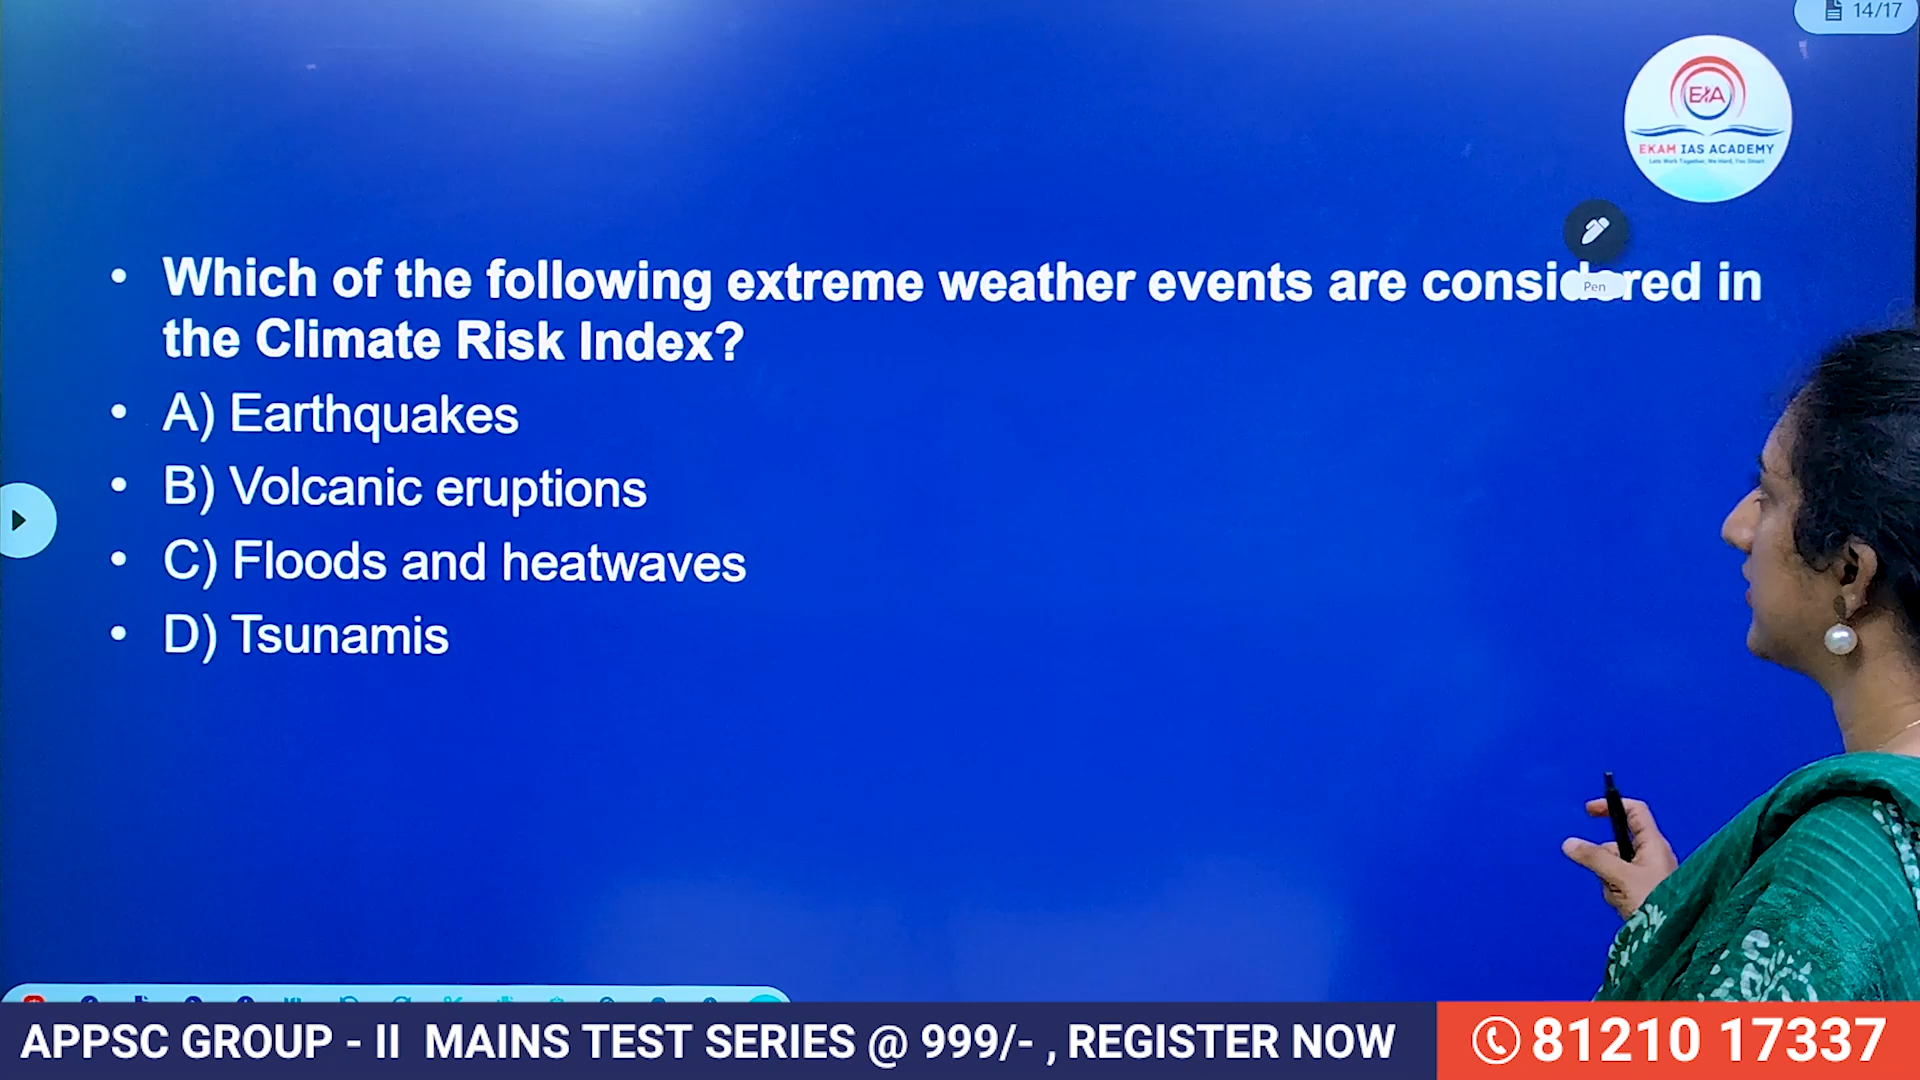 14/17
EKAM IAS ACADEMY
Pen
• Which of the following extreme weather events are considered in
the Climate Risk Index?
• A) Earthquakes
• B) Volcanic eruptions
• C) Floods and heatwaves
• D) Tsunamis
APPSC GROUP - II MAINS TEST SERIES @ 999/- , REGISTER NOW
81210 17337